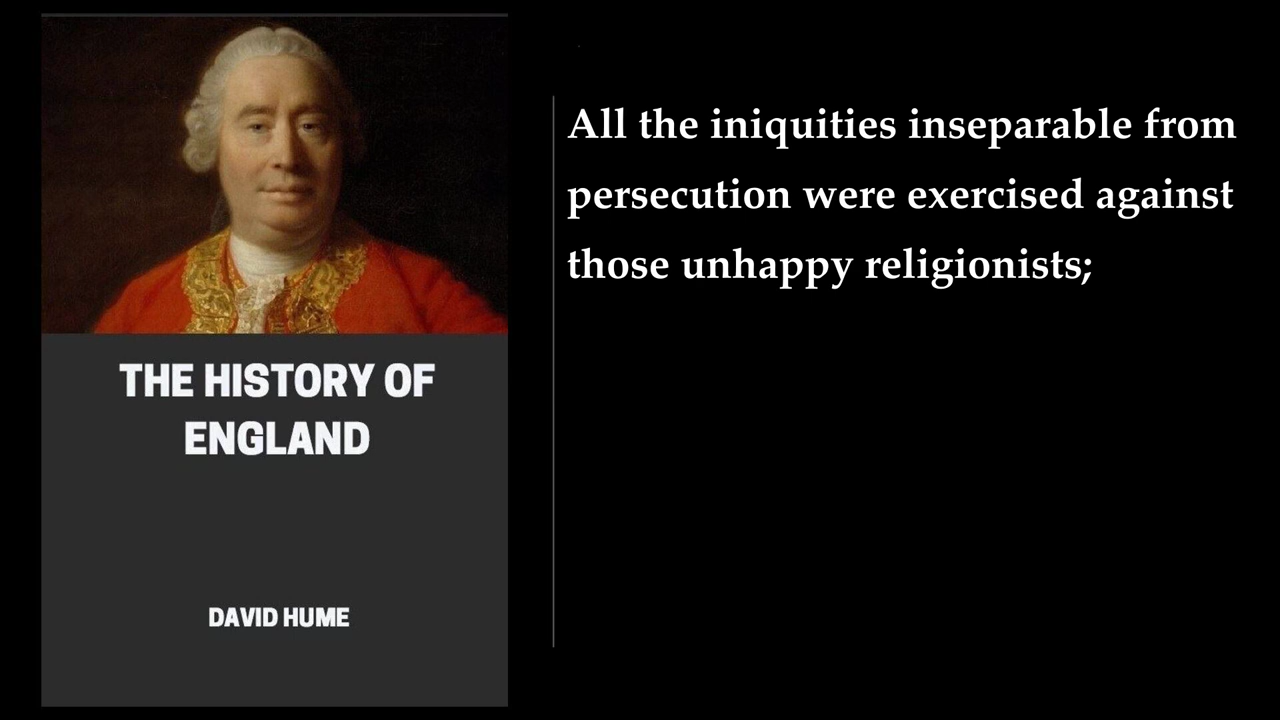 THE HISTORY OF
ENGLAND
DAVID HUME
All the iniquities inseparable from
persecution were exercised against
those unhappy religionists;